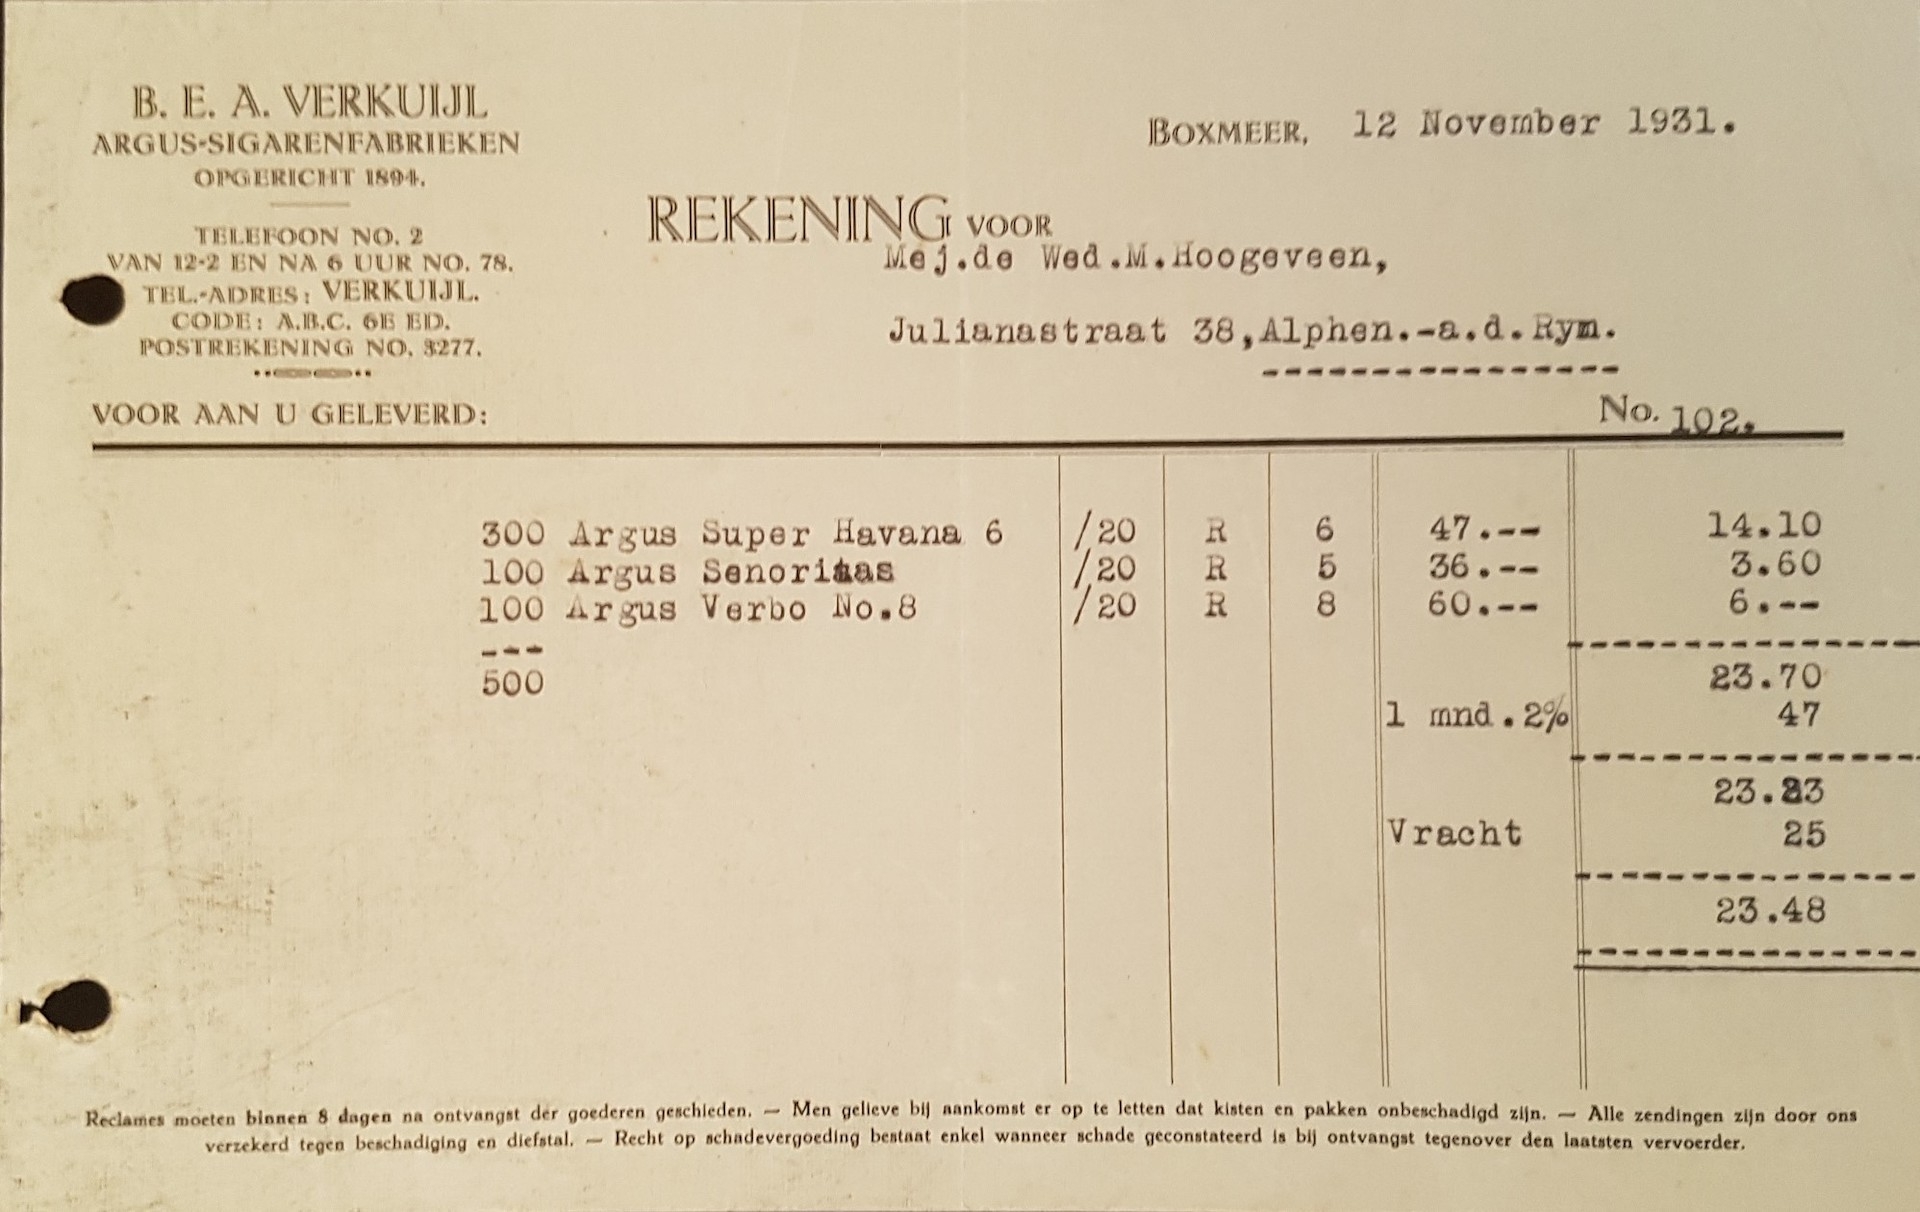 B. E. A. VERKUIJL
ARGUS-SIGARENFABRIEKEN
OPGERICHT 1894.
TELEFOON NO. 2
VAN 12-2 EN NA 6 UUR NO. 78.
TEL.-ADRES: VERKUIJL.
CODE: A.B.C. 6E ED.
POSTREKENING NO. 3277.
BOXMEER, 12 November 1931.
REKENING VOOR
Mej.de Wed.M.Hoogeveen,
Julianastraat 38,Alphen.-a.d.Rym.
----------------
VOOR AAN U GELEVERD: No. 102.
300 Argus Super Havana 6 /20 R 6 47.-- 14.10
100 Argus Senoritas /20 R 5 36.-- 3.60
100 Argus Verbo No.8 /20 R 8 60.-- 6.--
---
500 23.70
1 mnd.2% 47
23.23
Vracht 25
23.48
Reclames moeten binnen 8 dagen na ontvangst der goederen geschieden. — Men gelieve bij aankomst er op te letten dat kisten en pakken onbeschadigd zijn. — Alle zendingen zijn door ons
verzekerd tegen beschadiging en diefstal. — Recht op schadevergoeding bestaat enkel wanneer schade geconstateerd is bij ontvangst tegenover den laatsten vervoerder.